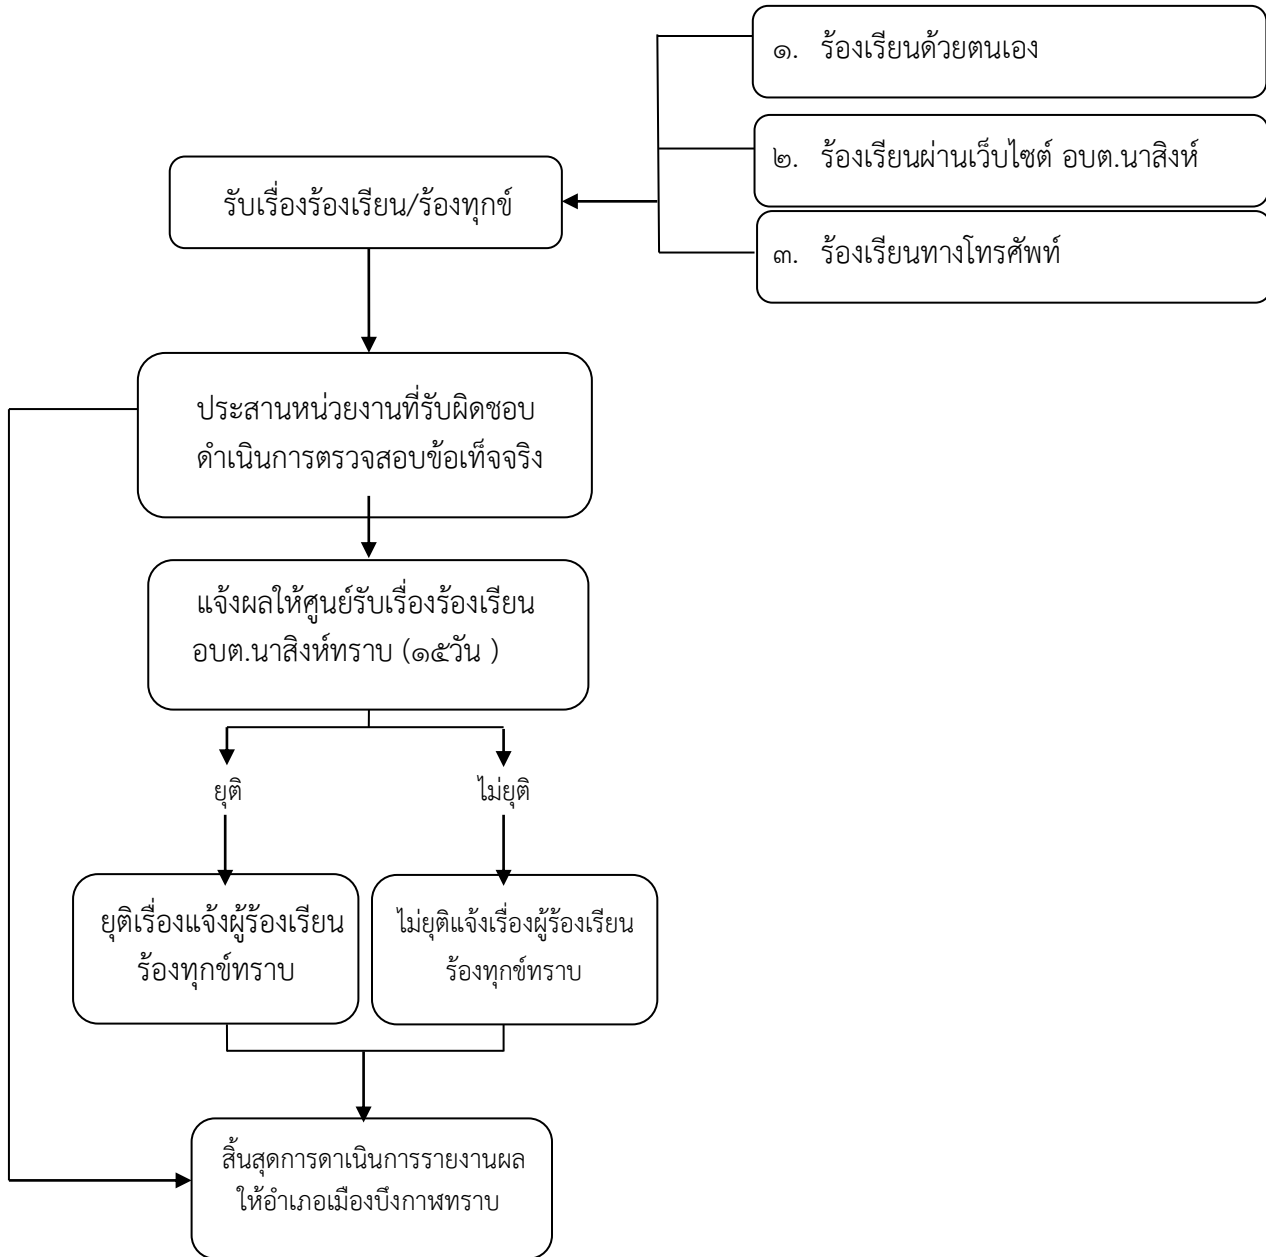 ๑. ร้องเรียนด้วยตนเอง
๒. ร้องเรียนผ่านเว็บไซต์ อบต.นาสิงห์
๓. ร้องเรียนทางโทรศัพท์
รับเรื่องร้องเรียน/ร้องทุกข์
ประสานหน่วยงานที่รับผิดชอบ
ดำเนินการตรวจสอบข้อเท็จจริง
แจ้งผลให้ศูนย์รับเรื่องร้องเรียน
อบต.นาสิงห์ทราบ (๑๕วัน )
ยุติ
ไม่ยุติ
ยุติเรื่องแจ้งผู้ร้องเรียน
ร้องทุกข์ทราบ
ไม่ยุติแจ้งเรื่องผู้ร้องเรียน
ร้องทุกข์ทราบ
สิ้นสุดการดาเนินการรายงานผล
ให้อำเภอเมืองบึงกาฬทราบ